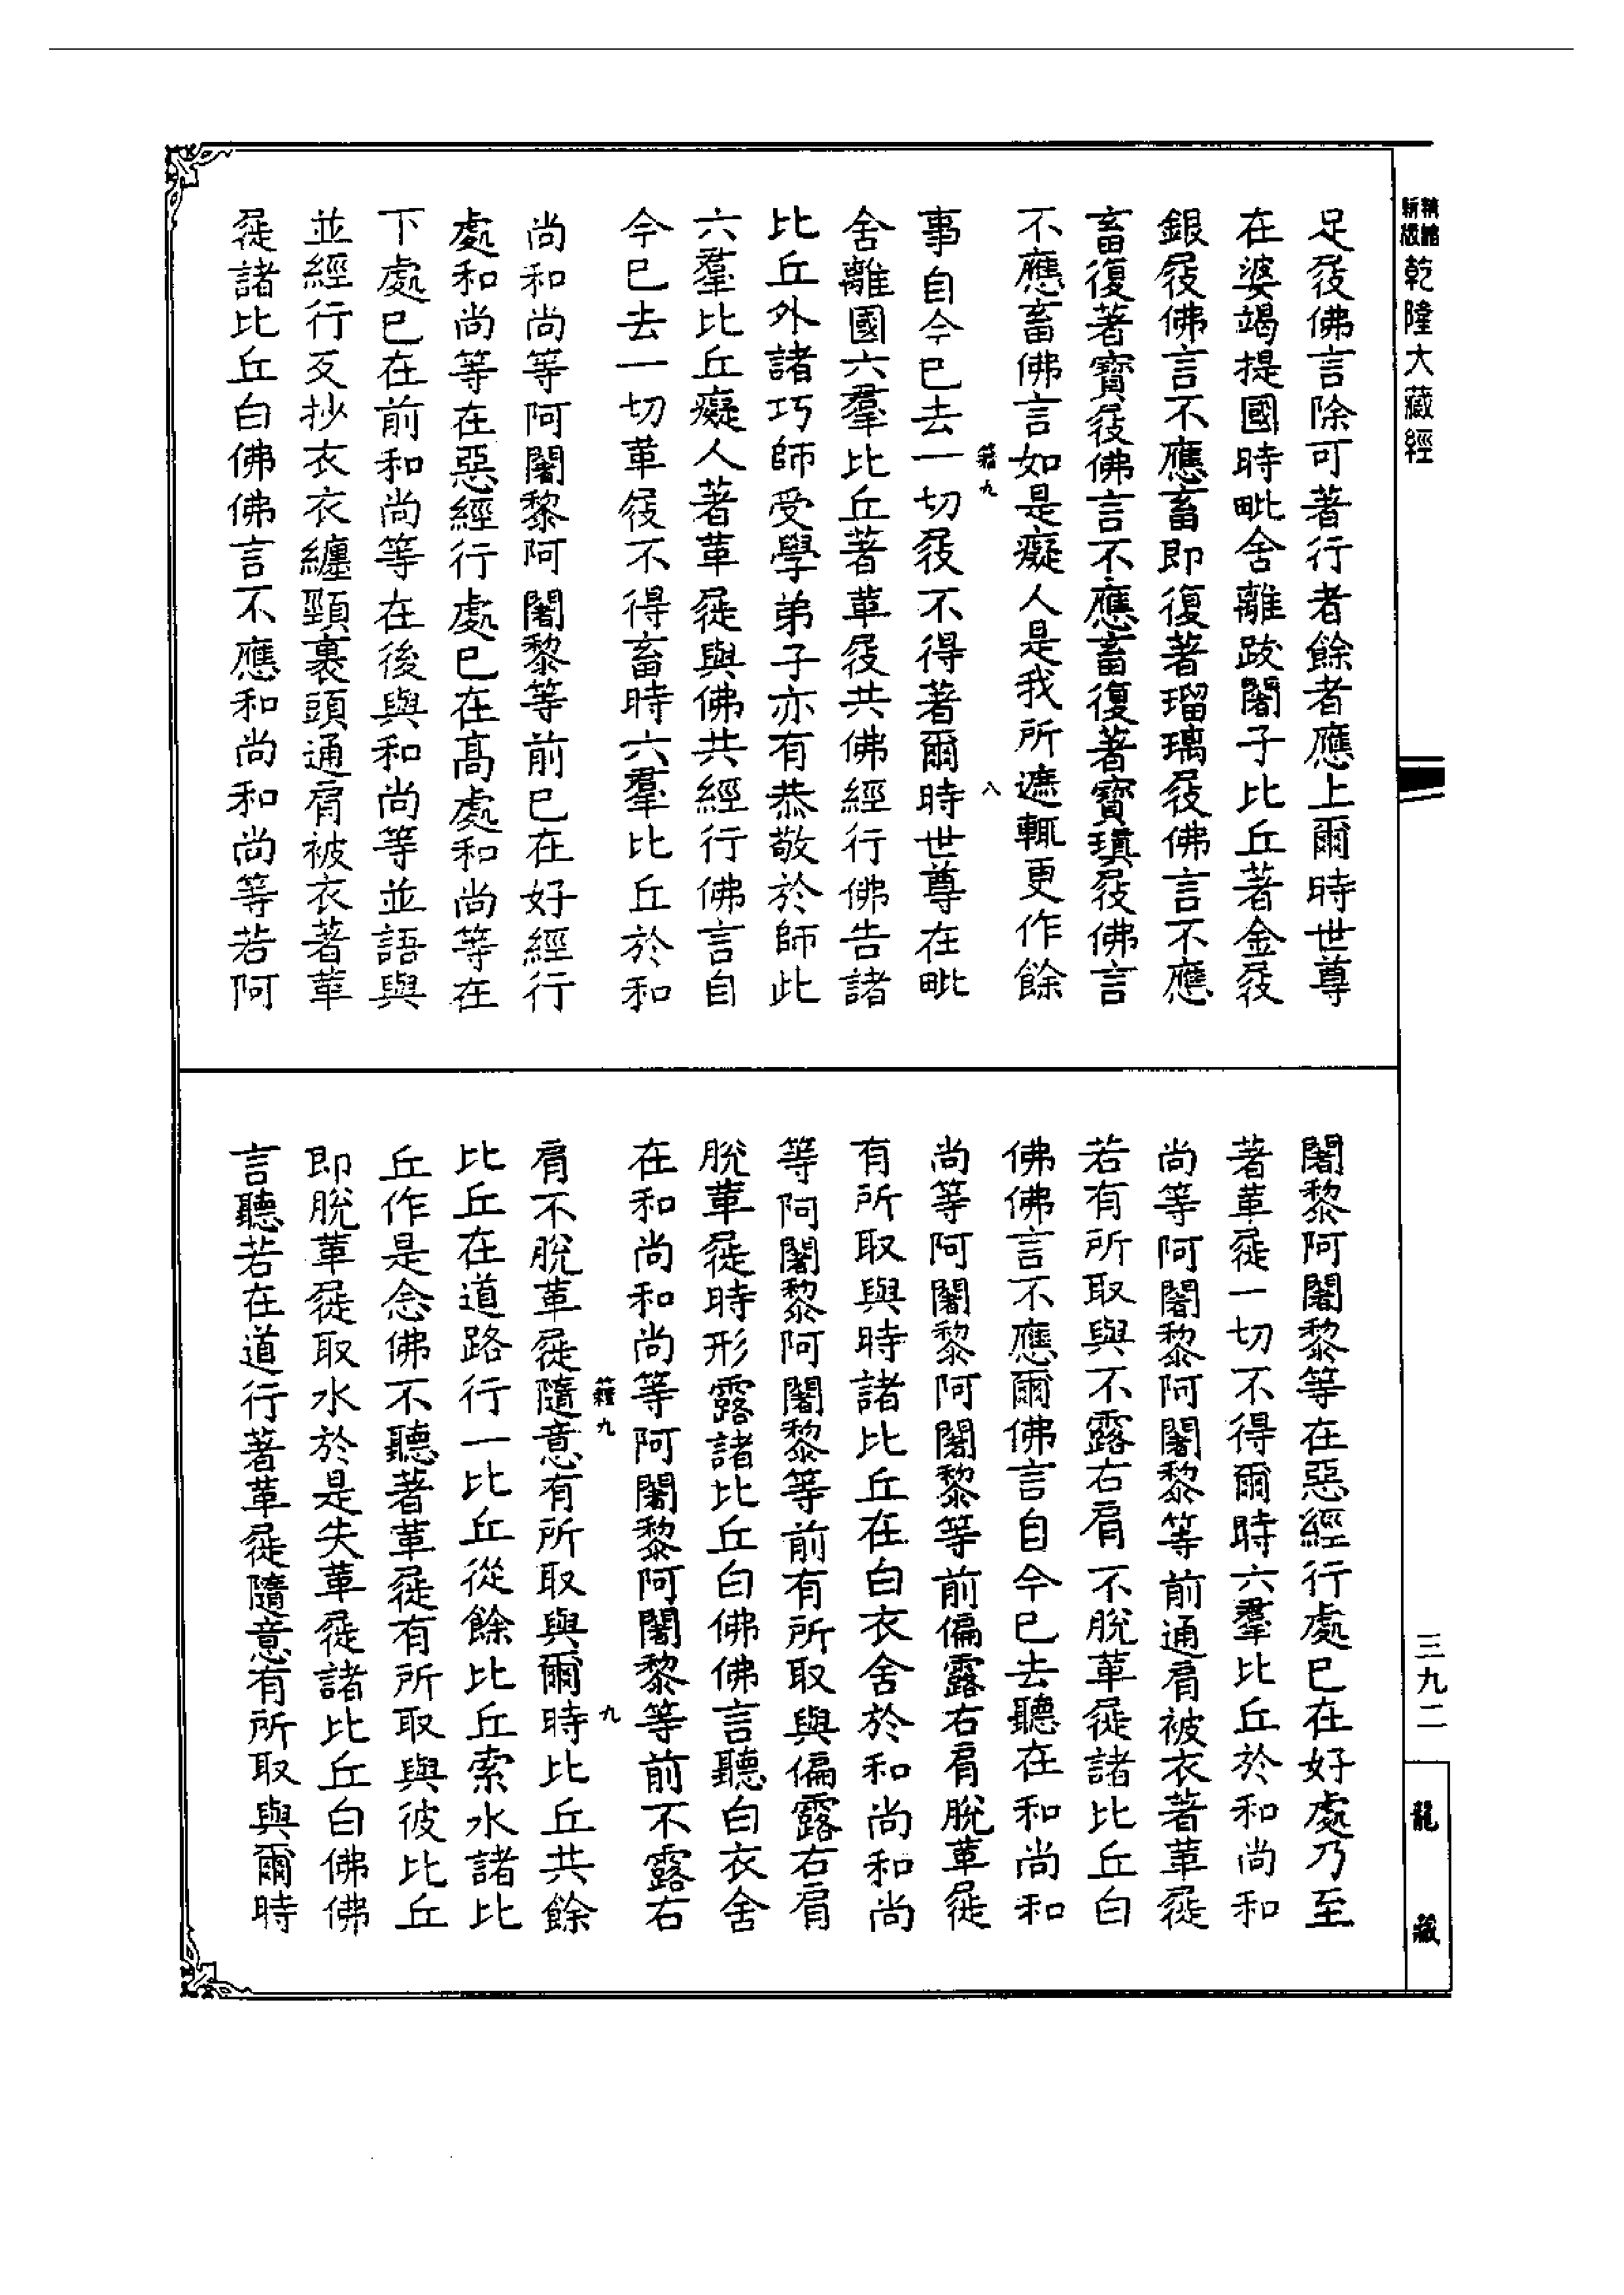 精縮
新版
乾隆大藏經
足屐佛言除可著行者餘者應上爾時世尊
在婆竭提國時毗舍離跋闍子比丘著金屐
銀屐佛言不應畜即復著瑠璃屐佛言不應
畜復著寶屐佛言不應畜復著寶瑱屐佛言
不應畜佛言如是癡人是我所遮輒更作餘
籍九
八
事自今已去一切屐不得著爾時世尊在毗
舍離國六羣比丘著革屐共佛經行佛告諸
比丘外諸巧師受學弟子亦有恭敬於師此
六羣比丘癡人著革屣與佛共經行佛言自
今已去一切革屐不得畜時六羣比丘於和
尚和尚等阿闍黎阿闍黎等前已在好經行
處和尚等在惡經行處已在高處和尚等在
下處已在前和尚等在後與和尚等並語與
並經行反抄衣衣纏頸裹頭通肩被衣著革
屣諸比丘白佛佛言不應和尚和尚等若阿
闍黎阿闍黎等在惡經行處已在好處乃至
著革屣一切不得爾時六羣比丘於和尚和
尚等阿闍黎阿闍黎等前通肩被衣著革屣
若有所取與不露右肩不脫革屣諸比丘白
佛佛言不應爾佛言自今已去聽在和尚和
尚等阿闍黎阿闍黎等前偏露右肩脫革屣
有所取與時諸比丘在白衣舍於和尚和尚
等阿闍黎阿闍黎等前有所取與偏露右肩
脫革屣時形露諸比丘白佛佛言聽白衣舍
在和尚和尚等阿闍黎阿闍黎等前不露右
籍九
九
肩不脫革屣隨意有所取與爾時比丘共餘
比丘在道路行一比丘從餘比丘索水諸比
丘作是念佛不聽著革屣有所取與彼比丘
即脫革屣取水於是失革屣諸比丘白佛佛
言聽若在道行著革屣隨意有所取與爾時
三九二
龍藏